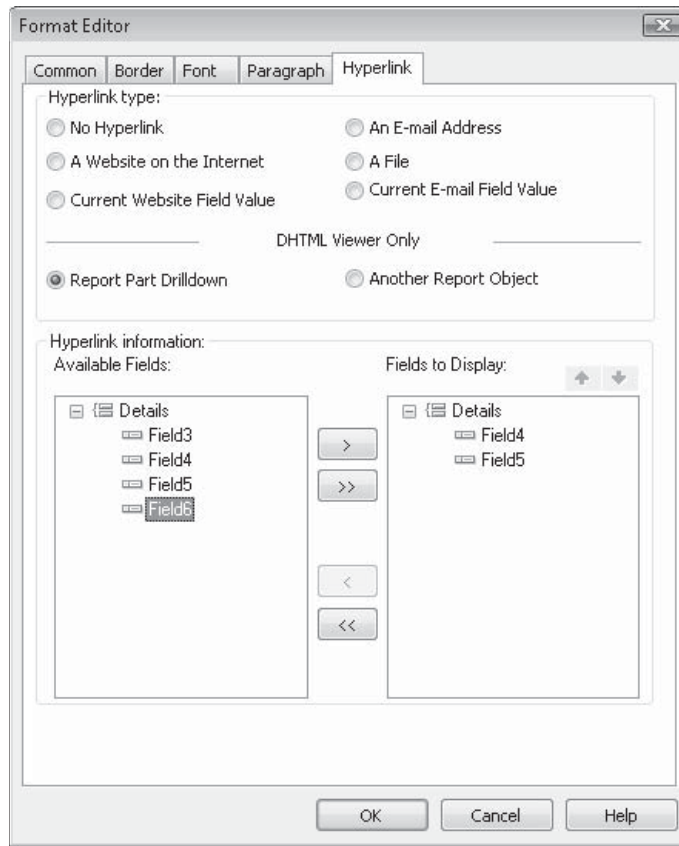 Format Editor
Common Border Font Paragraph Hyperlink
Hyperlink type:
No Hyperlink
An E-mail Address
A Website on the Internet
A File
Current Website Field Value
Current E-mail Field Value
DHTML Viewer Only
Report Part Drilldown
Another Report Object
Hyperlink information:
Available Fields:
Fields to Display:
Details
Field3
Field4
Field5
Field6
>
>>
<
<<
Details
Field4
Field5
OK Cancel Help